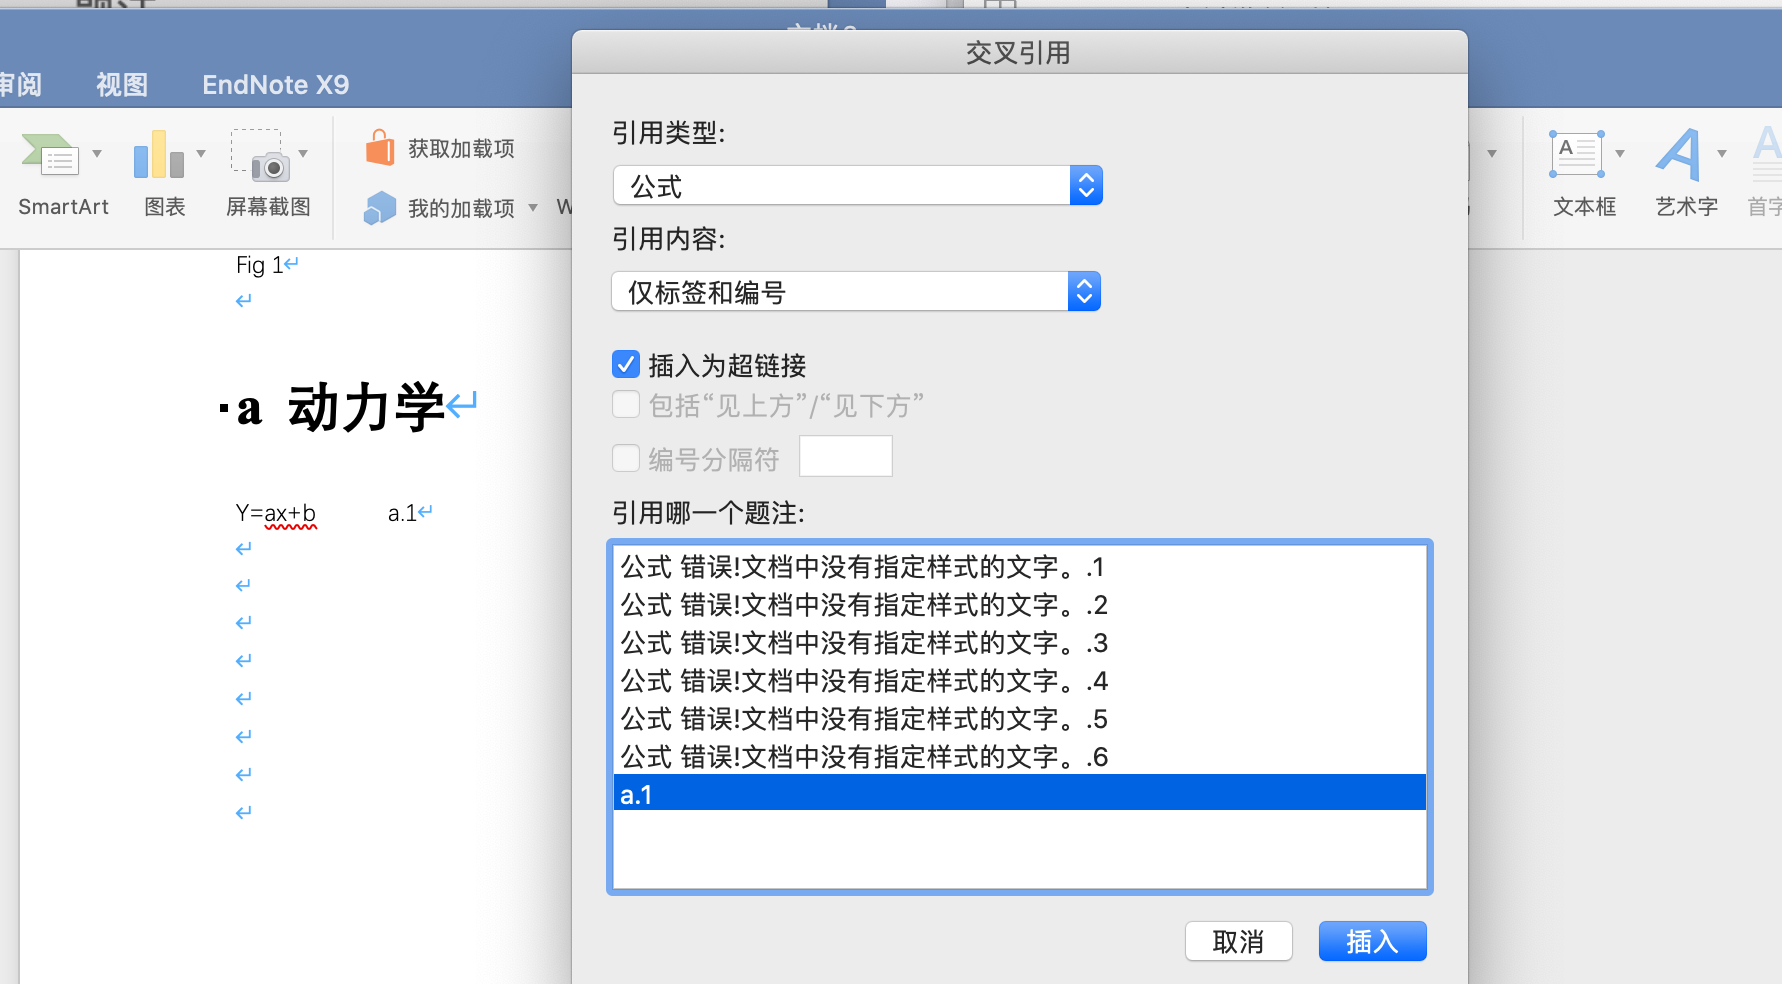 审阅
视图
EndNote X9
SmartArt
图表
屏幕截图
获取加载项
我的加载项
W
文本框
艺术字
首字
Fig 1
a 动力学
Y=ax+b a.1
交叉引用
引用类型:
公式
引用内容:
仅标签和编号
插入为超链接
包括“见上方”/“见下方”
编号分隔符
引用哪一个题注:
公式 错误!文档中没有指定样式的文字。.1
公式 错误!文档中没有指定样式的文字。.2
公式 错误!文档中没有指定样式的文字。.3
公式 错误!文档中没有指定样式的文字。.4
公式 错误!文档中没有指定样式的文字。.5
公式 错误!文档中没有指定样式的文字。.6
a.1
取消
插入